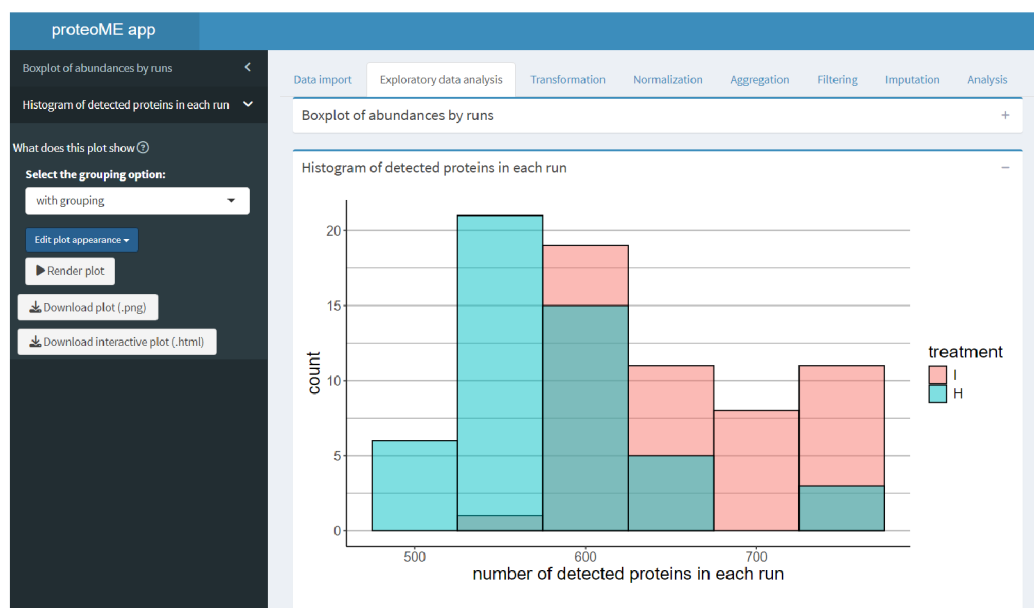 proteoME app
Boxplot of abundances by runs
Histogram of detected proteins in each run
What does this plot show ?
Select the grouping option:
with grouping
Edit plot appearance
Render plot
Download plot (.png)
Download interactive plot (.html)
Data import Exploratory data analysis Transformation Normalization Aggregation Filtering Imputation Analysis
Boxplot of abundances by runs
Histogram of detected proteins in each run
20
15
10
5
0
count
500 600 700
number of detected proteins in each run
treatment
I
H